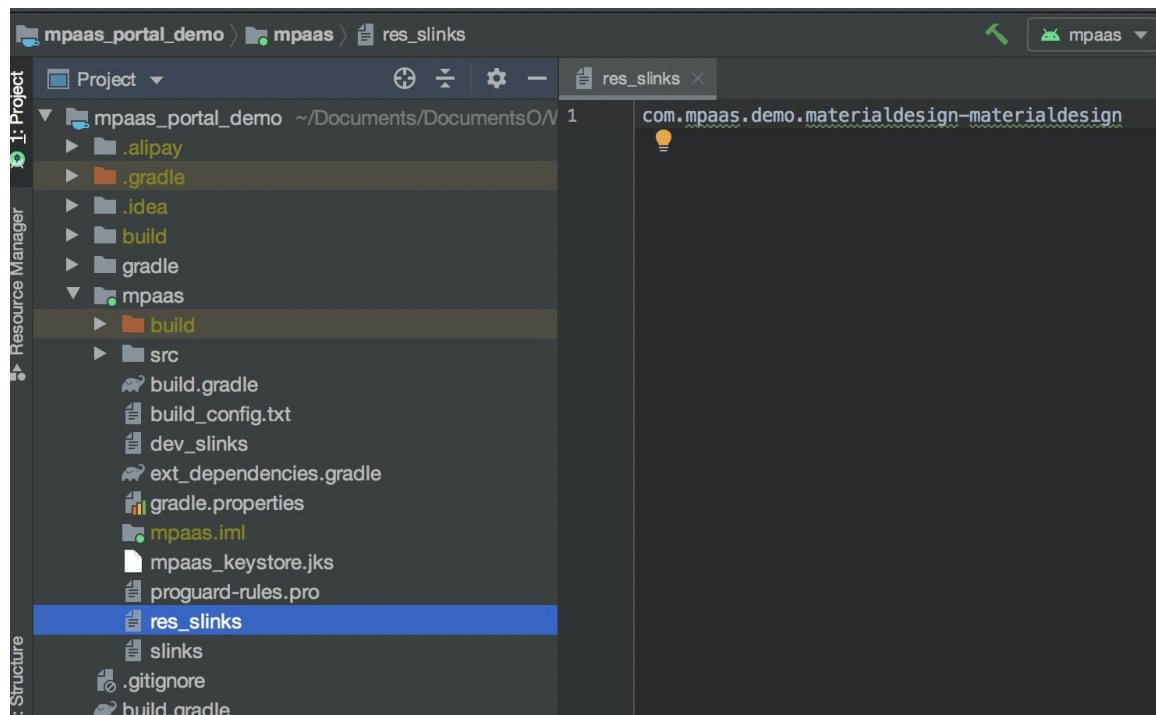 mpaas_portal_demo mpaas res_slinks mpaas
Project res_slinks
1: Project
Resource Manager
Structure
mpaas_portal_demo ~/Documents/DocumentsO/
.alipay
.gradle
.idea
build
gradle
mpaas
build
src
build.gradle
build_config.txt
dev_slinks
ext_dependencies.gradle
gradle.properties
mpaas.iml
mpaas_keystore.jks
proguard-rules.pro
res_slinks
slinks
.gitignore
build.gradle
1 com.mpaas.demo.materialdesign-materialdesign